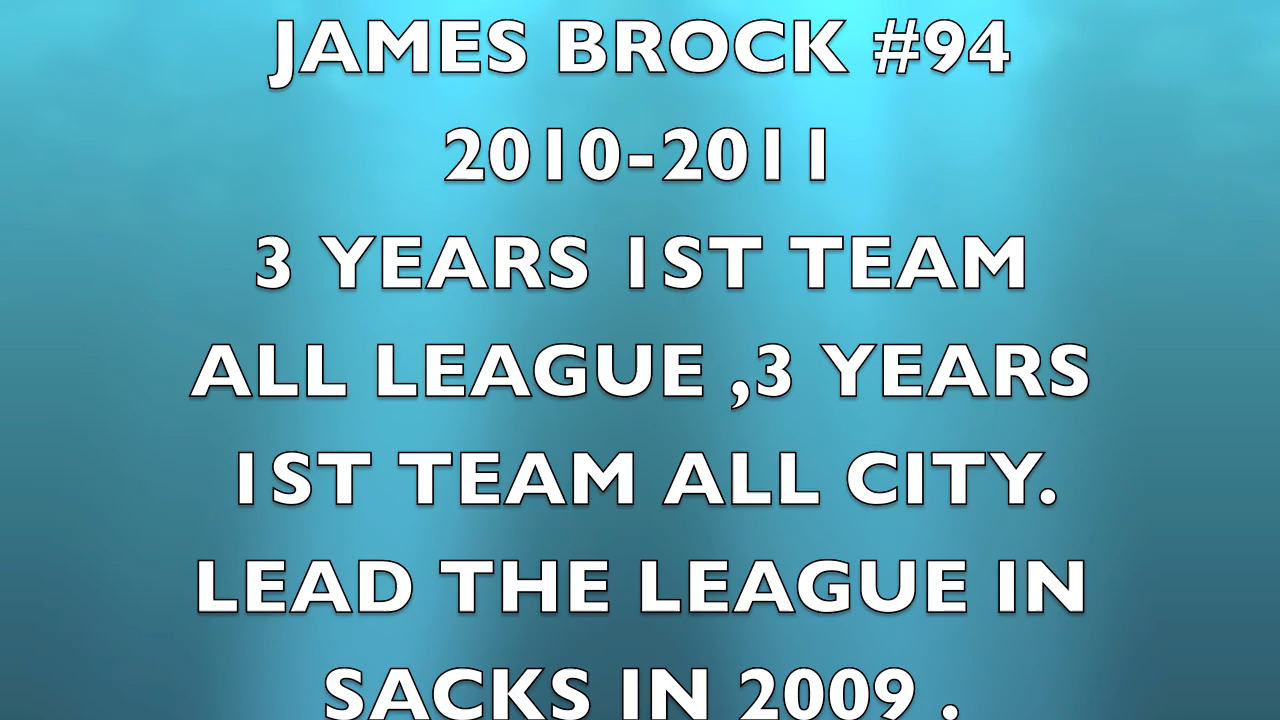 JAMES BROCK #94
2010-2011
3 YEARS 1ST TEAM
ALL LEAGUE ,3 YEARS
1ST TEAM ALL CITY.
LEAD THE LEAGUE IN
SACKS IN 2009 .